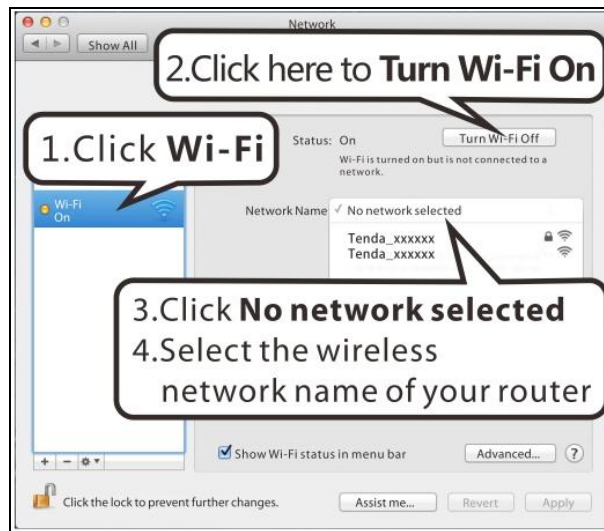 Network
Show All
2.Click here to Turn Wi-Fi On
1.Click Wi-Fi
Status: On
Turn Wi-Fi Off
Wi-Fi is turned on but is not connected to a
network.
Wi-Fi
On
Network Name
✓ No network selected
Tenda_xxxxxx
Tenda_xxxxxx
3.Click No network selected
4.Select the wireless
network name of your router
Show Wi-Fi status in menu bar
Advanced...
?
+ −
Click the lock to prevent further changes.
Assist me...
Revert
Apply